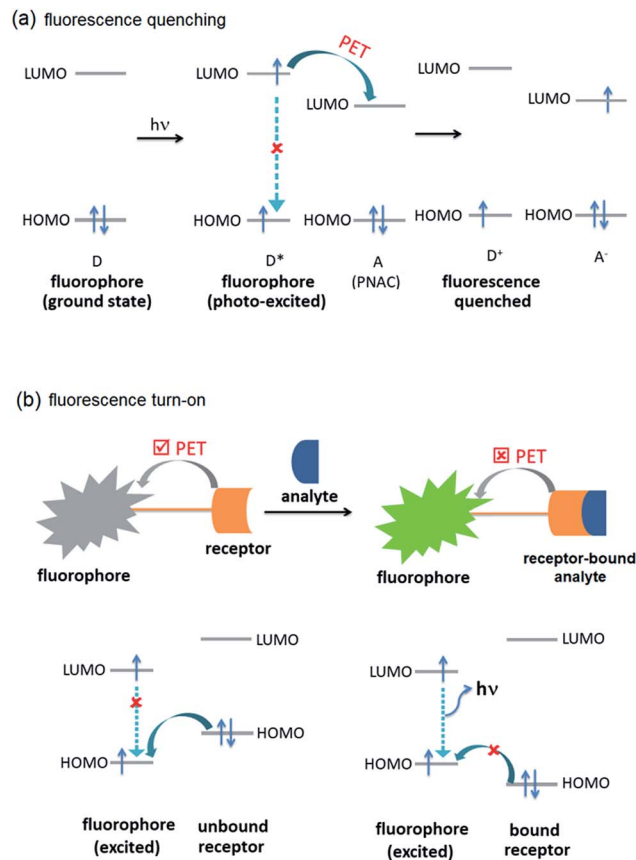 (a) fluorescence quenching
LUMO
LUMO
PET
LUMO
LUMO
hν
HOMO
HOMO
HOMO
HOMO
HOMO
D
fluorophore
(ground state)
D*
fluorophore
(photo-excited)
A
(PNAC)
D+
A-
fluorescence
quenched
(b) fluorescence turn-on
PET
analyte
receptor
fluorophore
PET
fluorophore
receptor-bound
analyte
LUMO
LUMO
HOMO
HOMO
fluorophore
(excited)
unbound
receptor
LUMO
LUMO
hν
HOMO
HOMO
fluorophore
(excited)
bound
receptor